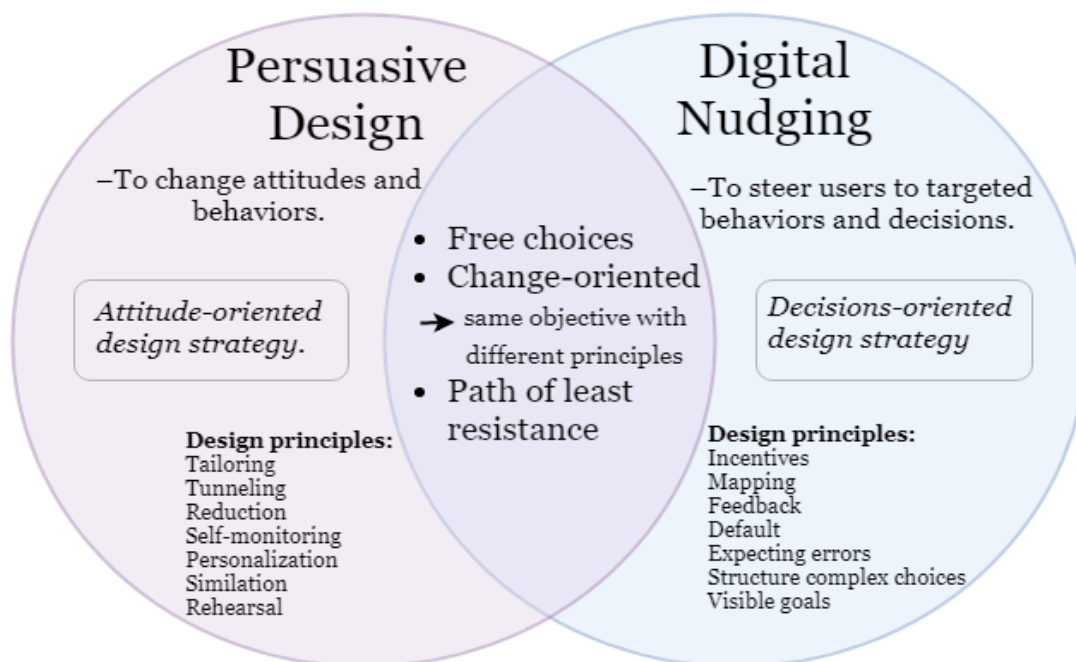 Persuasive
Design
–To change attitudes and
behaviors.
Attitude-oriented
design strategy.
Design principles:
Tailoring
Tunneling
Reduction
Self-monitoring
Personalization
Similation
Rehearsal
• Free choices
• Change-oriented
→ same objective with
different principles
• Path of least
resistance
Digital
Nudging
–To steer users to targeted
behaviors and decisions.
Decisions-oriented
design strategy
Design principles:
Incentives
Mapping
Feedback
Default
Expecting errors
Structure complex choices
Visible goals